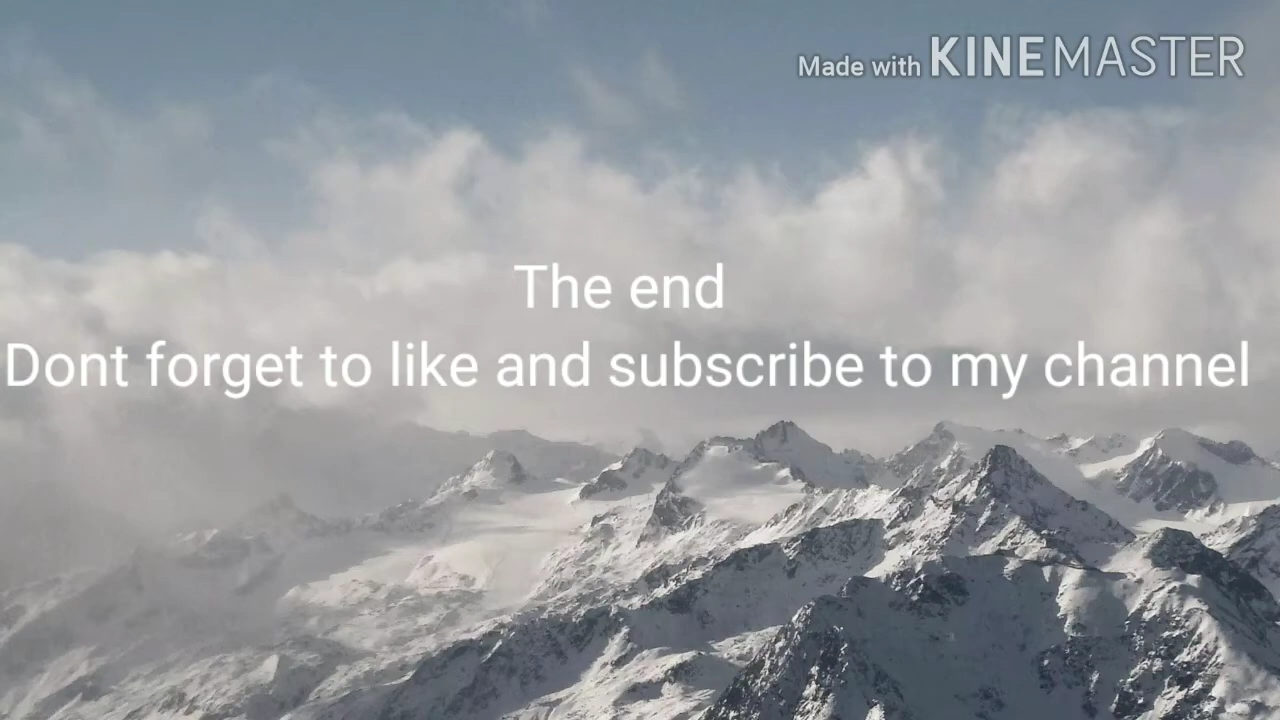 Made with KINEMASTER
The end
Dont forget to like and subscribe to my channel